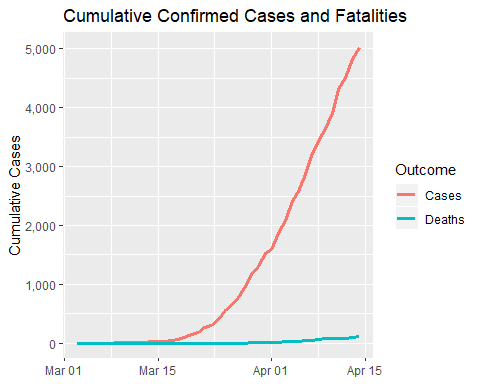 Cumulative Confirmed Cases and Fatalities
Cumulative Cases
5,000
4,000
3,000
2,000
1,000
0
Mar 01
Mar 15
Apr 01
Apr 15
Outcome
Cases
Deaths